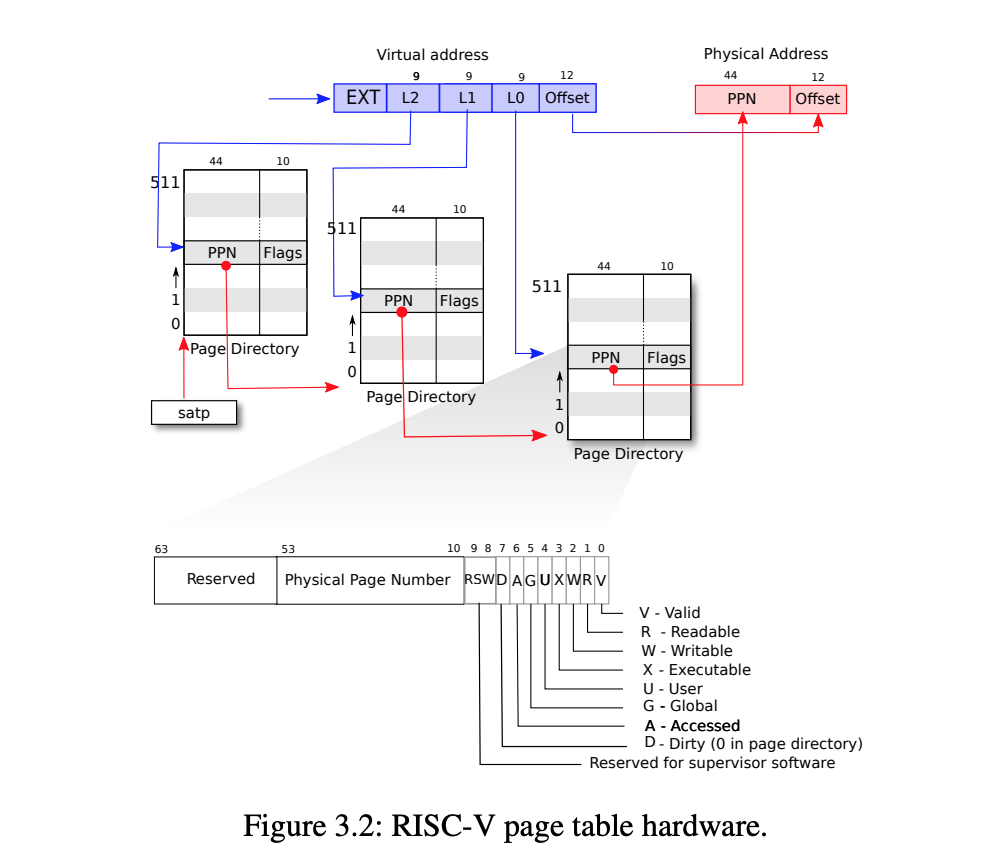 Virtual address
Physical Address
9 9 9 12
44 12
EXT L2 L1 L0 Offset
PPN Offset
44 10
511
PPN Flags
1
0
Page Directory
satp
44 10
511
PPN Flags
1
0
Page Directory
44 10
511
PPN Flags
1
0
Page Directory
63 53 10 9 8 7 6 5 4 3 2 1 0
Reserved Physical Page Number RSW D A G U X W R V
V - Valid
R - Readable
W - Writable
X - Executable
U - User
G - Global
A - Accessed
D - Dirty (0 in page directory)
Reserved for supervisor software
Figure 3.2: RISC-V page table hardware.